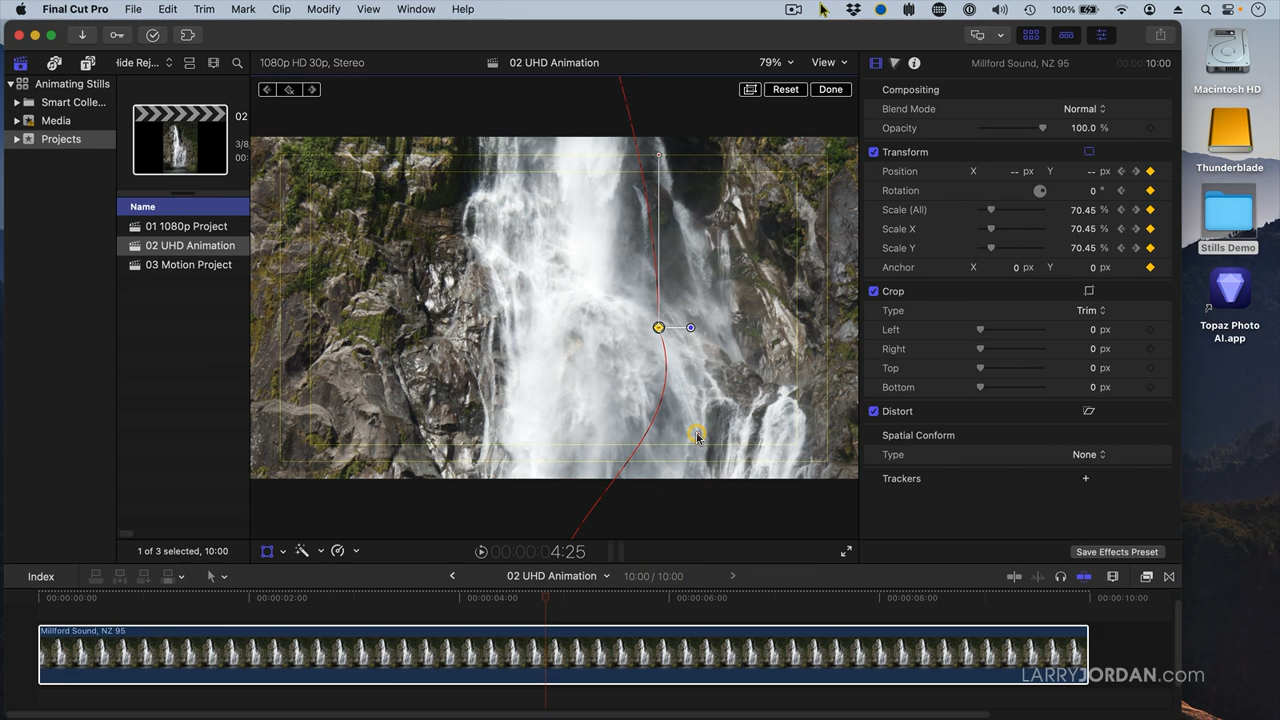 Final Cut Pro File Edit Trim Mark Clip Modify View Window Help 100%
Hide Rej... 1080p HD 30p, Stereo 02 UHD Animation 79% View Millford Sound, NZ 95 00:00 10:00
Animating Stills
Smart Colle...
Media
Projects
02
3/8
00:
Name
01 1080p Project
02 UHD Animation
03 Motion Project
1 of 3 selected, 10:00
Reset Done
00:00:00:04:25
Compositing
Blend Mode Normal
Opacity 100.0 %
Transform
Position X -- px Y -- px
Rotation 0 °
Scale (All) 70.45 %
Scale X 70.45 %
Scale Y 70.45 %
Anchor X 0 px Y 0 px
Crop
Type Trim
Left 0 px
Right 0 px
Top 0 px
Bottom 0 px
Distort
Spatial Conform
Type None
Trackers +
Save Effects Preset
Macintosh HD
Thunderblade
Stills Demo
Topaz Photo
AI.app
Index 02 UHD Animation 10:00 / 10:00
00:00:00:00 00:00:02:00 00:00:04:00 00:00:06:00 00:00:08:00 00:00:10:00
Millford Sound, NZ 95
LARRYJORDAN.com